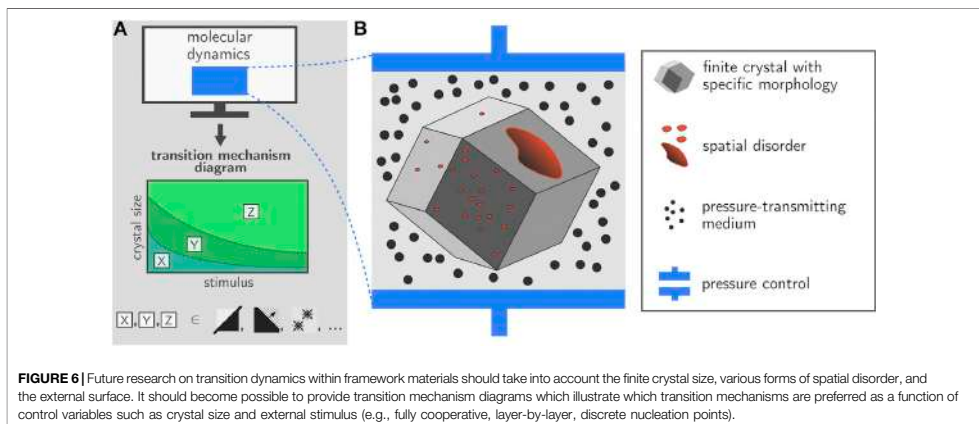 A
molecular
dynamics
transition mechanism
diagram
crystal size
Z
Y
X
stimulus
X, Y, Z ∈ , , , ...
B
finite crystal with
specific morphology
spatial disorder
pressure-transmitting
medium
pressure control
FIGURE 6 | Future research on transition dynamics within framework materials should take into account the finite crystal size, various forms of spatial disorder, and
the external surface. It should become possible to provide transition mechanism diagrams which illustrate which transition mechanisms are preferred as a function of
control variables such as crystal size and external stimulus (e.g., fully cooperative, layer-by-layer, discrete nucleation points).